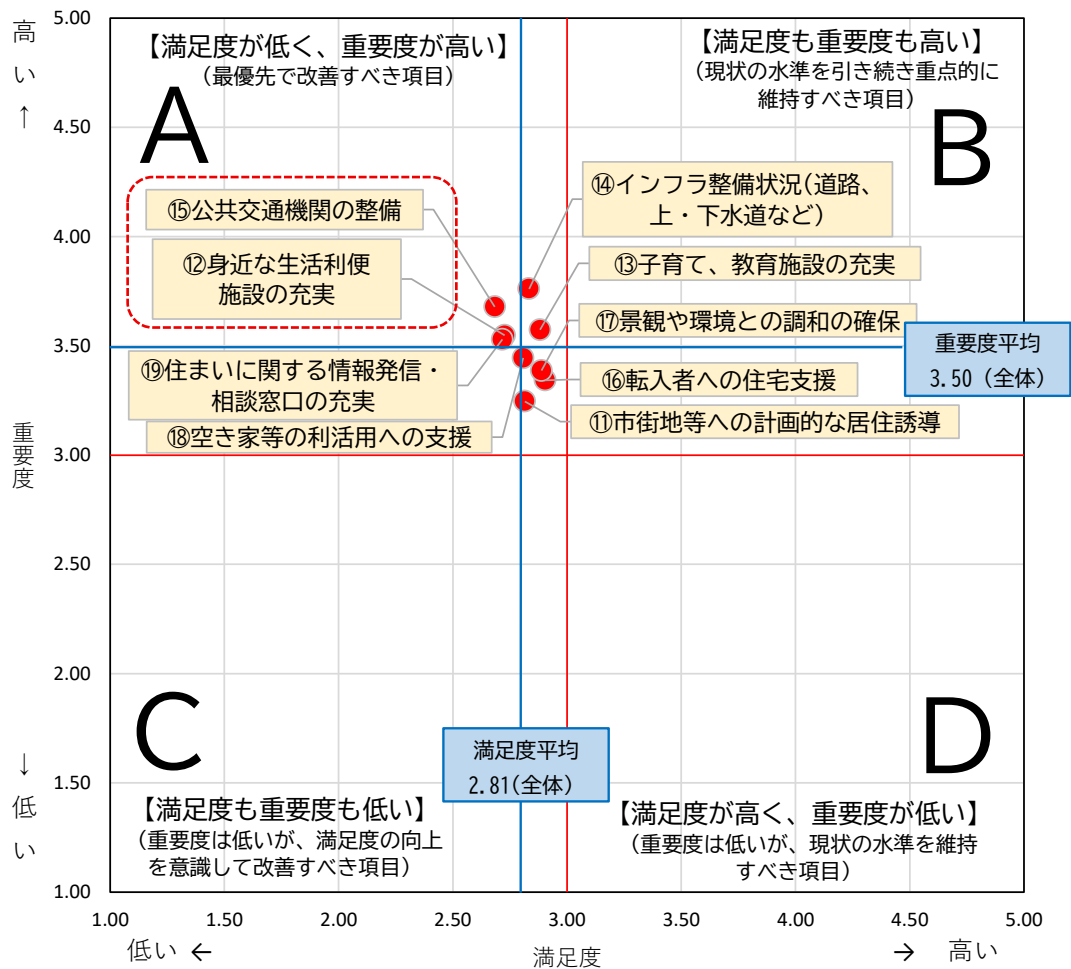 高い↑
【満足度が低く、重要度が高い】
（最優先で改善すべき項目）
A
【満足度も重要度も高い】
（現状の水準を引き続き重点的に
維持すべき項目）
B
⑮公共交通機関の整備
⑫身近な生活利便
施設の充実
⑭インフラ整備状況(道路、
上・下水道など)
⑬子育て、教育施設の充実
⑰景観や環境との調和の確保
重要度平均
3.50（全体）
⑲住まいに関する情報発信・
相談窓口の充実
⑯転入者への住宅支援
⑱空き家等の利活用への支援
⑪市街地等への計画的な居住誘導
重要度
C
【満足度も重要度も低い】
（重要度は低いが、満足度の向上
を意識して改善すべき項目）
満足度平均
2.81(全体)
D
【満足度が高く、重要度が低い】
（重要度は低いが、現状の水準を維持
すべき項目）
↓低い
5.00
4.50
4.00
3.50
3.00
2.50
2.00
1.50
1.00
1.00 1.50 2.00 2.50 3.00 3.50 4.00 4.50 5.00
低い ← 満足度 → 高い